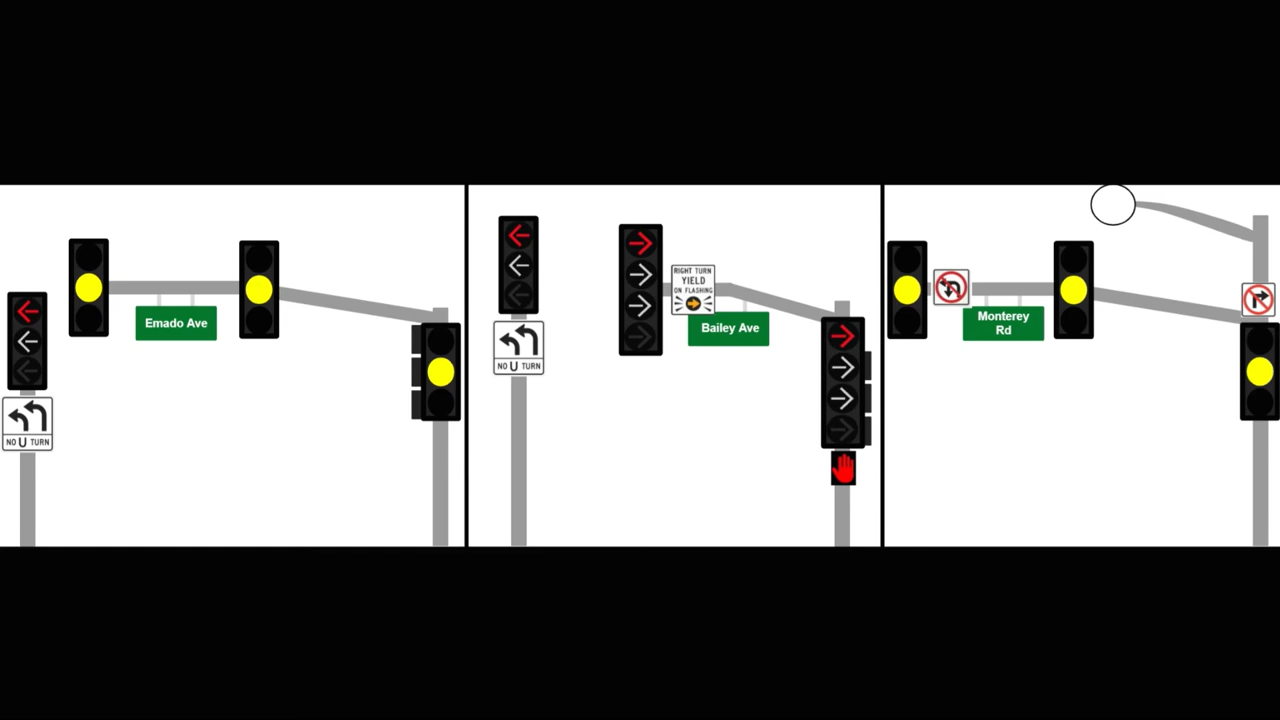 Emado Ave
NO U TURN
NO U TURN
RIGHT TURN
YIELD
ON FLASHING
Bailey Ave
Monterey
Rd